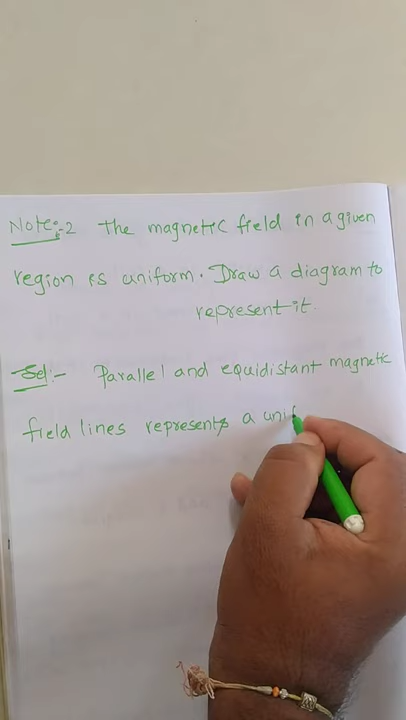 Note:-2 The magnetic field in a given
region is uniform. Draw a diagram to
represent it.
Sol:- Parallel and equidistant magnetic
field lines represents a unif